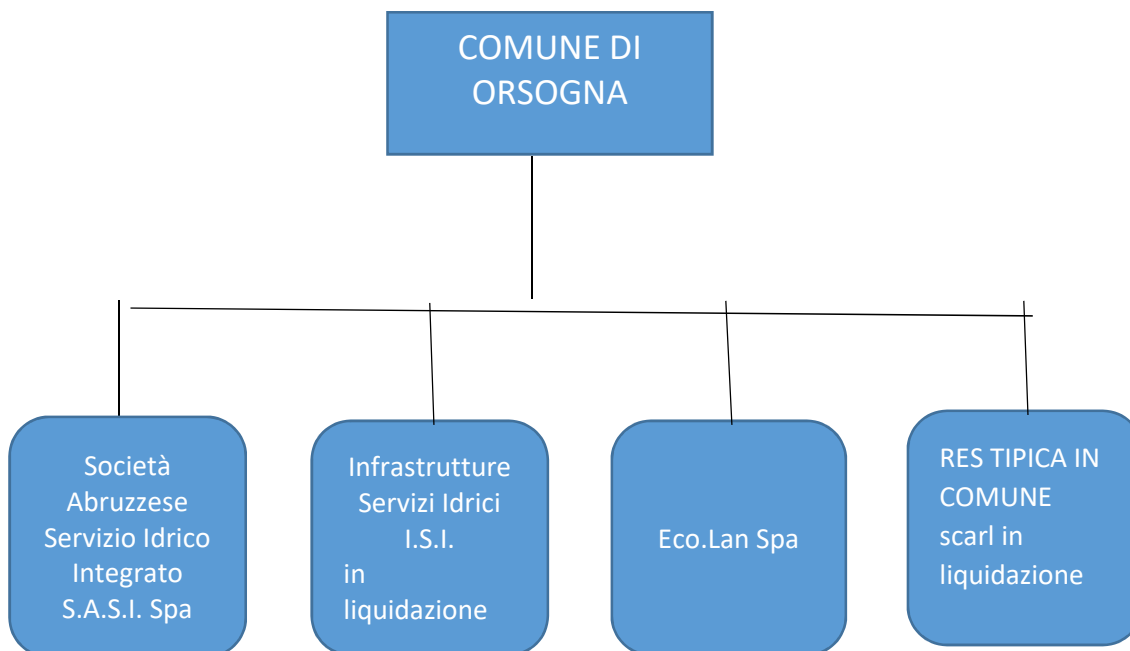 COMUNE DI
ORSOGNA
Società
Abruzzese
Servizio Idrico
Integrato
S.A.S.I. Spa
Infrastrutture
Servizi Idrici
I.S.I.
in
liquidazione
Eco.Lan Spa
RES TIPICA IN
COMUNE
scarl in
liquidazione